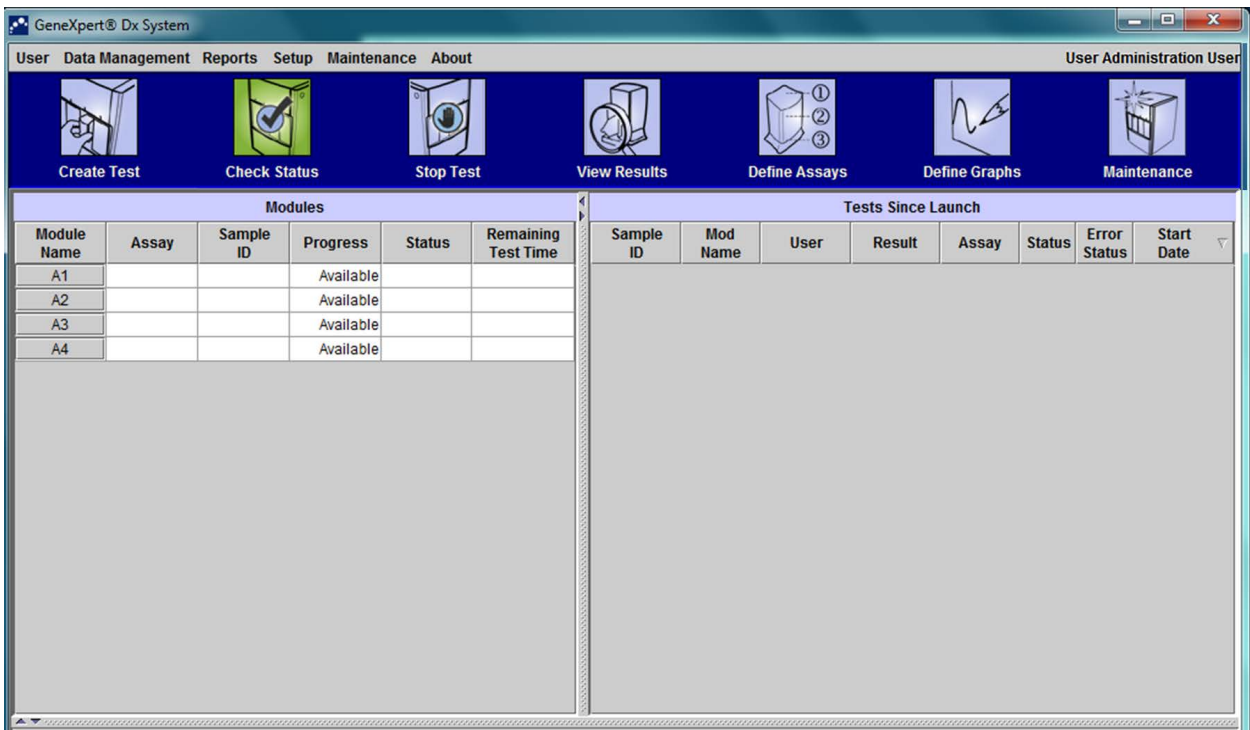 GeneXpert® Dx System
User Data Management Reports Setup Maintenance About User Administration User
① ② ③
Create Test Check Status Stop Test View Results Define Assays Define Graphs Maintenance
Modules
Module Name Assay Sample ID Progress Status Remaining Test Time
A1 Available
A2 Available
A3 Available
A4 Available
Tests Since Launch
Sample ID Mod Name User Result Assay Status Error Status Start Date